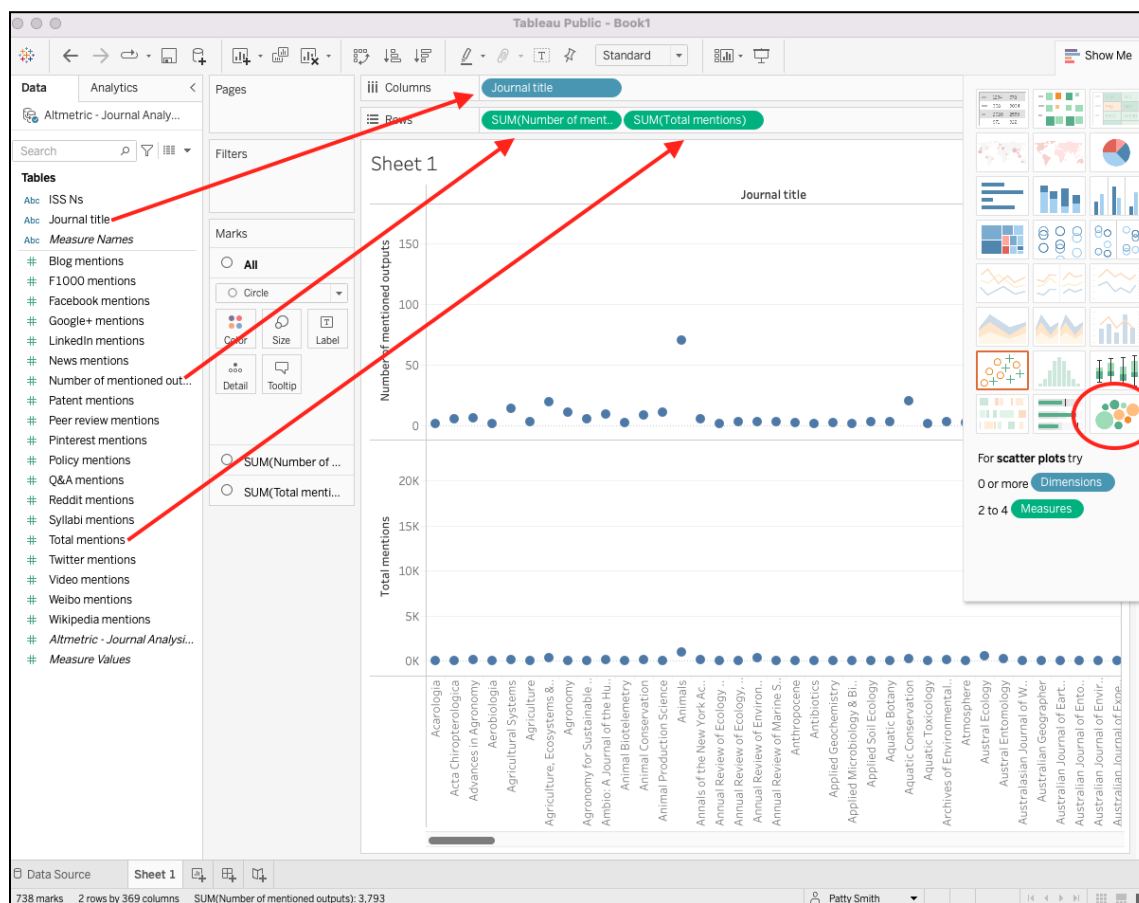 Tableau Public - Book1
Standard
Show Me
Data
Analytics
Altmetric - Journal Analy...
Search
Tables
Abc ISS Ns
Abc Journal title
Abc Measure Names
# Blog mentions
# F1000 mentions
# Facebook mentions
# Google+ mentions
# LinkedIn mentions
# News mentions
# Number of mentioned out...
# Patent mentions
# Peer review mentions
# Pinterest mentions
# Policy mentions
# Q&A mentions
# Reddit mentions
# Syllabi mentions
# Total mentions
# Twitter mentions
# Video mentions
# Weibo mentions
# Wikipedia mentions
# Altmetric - Journal Analysi...
# Measure Values
Pages
Filters
Marks
All
Circle
Color
Size
Label
Detail
Tooltip
SUM(Number of ...
SUM(Total menti...
Columns
Journal title
Rows
SUM(Number of ment..
SUM(Total mentions)
Sheet 1
Journal title
Number of mentioned outputs
150
100
50
0
Total mentions
20K
15K
10K
5K
0K
Acarologia
Acta Chiropterologica
Advances in Agronomy
Aerobiologia
Agricultural Systems
Agriculture
Agriculture, Ecosystems &..
Agronomy
Agronomy for Sustainable ..
Ambio: A Journal of the Hu..
Animal Biotelemetry
Animal Conservation
Animal Production Science
Animals
Annals of the New York Ac..
Annual Review of Ecology ..
Annual Review of Ecology, ..
Annual Review of Environ..
Annual Review of Marine S..
Anthropocene
Antibiotics
Applied Geochemistry
Applied Microbiology & Bi..
Applied Soil Ecology
Aquatic Botany
Aquatic Conservation
Aquatic Toxicology
Archives of Environmental..
Atmosphere
Austral Ecology
Austral Entomology
Australasian Journal of W..
Australian Geographer
Australian Journal of Eart..
Australian Journal of Ento..
Australian Journal of Envir..
Australian Journal of Expe..
For scatter plots try
0 or more Dimensions
2 to 4 Measures
Data Source
Sheet 1
738 marks
2 rows by 369 columns
SUM(Number of mentioned outputs): 3,793
Patty Smith